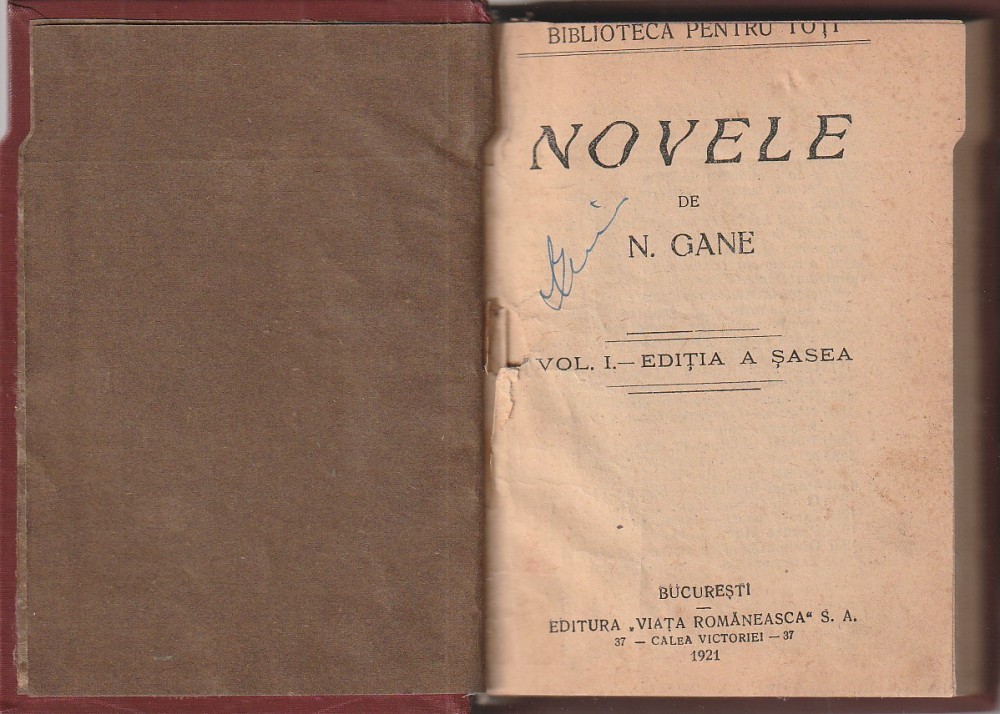 BIBLIOTECA PENTRU TOȚI
NOVELE
DE
N. GANE
VOL. I.— EDIȚIA A ȘASEA
BUCUREȘTI
EDITURA „VIAȚA ROMÂNEASCA“ S. A.
37 — CALEA VICTORIEI — 37
1921